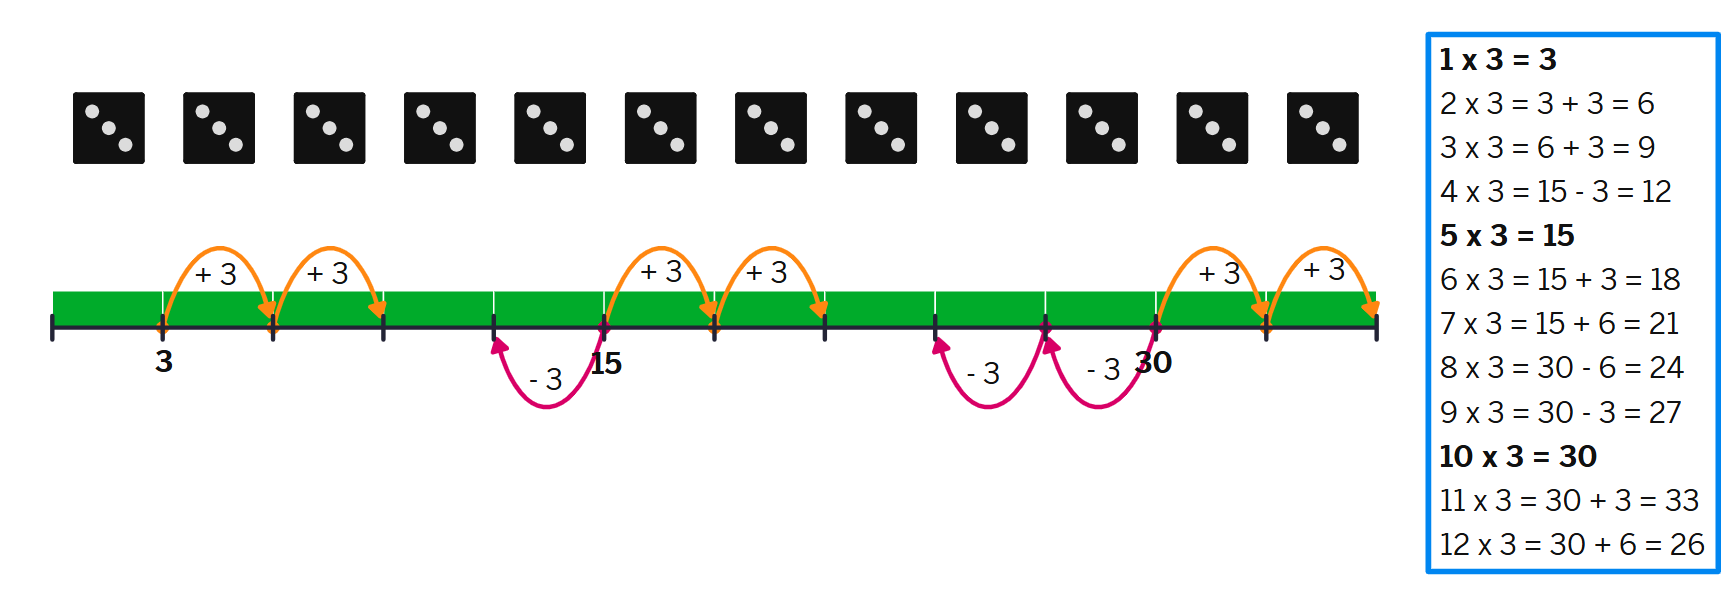 + 3
+ 3
+ 3
+ 3
+ 3
+ 3
3
15
30
- 3
- 3
- 3
1 x 3 = 3
2 x 3 = 3 + 3 = 6
3 x 3 = 6 + 3 = 9
4 x 3 = 15 - 3 = 12
5 x 3 = 15
6 x 3 = 15 + 3 = 18
7 x 3 = 15 + 6 = 21
8 x 3 = 30 - 6 = 24
9 x 3 = 30 - 3 = 27
10 x 3 = 30
11 x 3 = 30 + 3 = 33
12 x 3 = 30 + 6 = 26